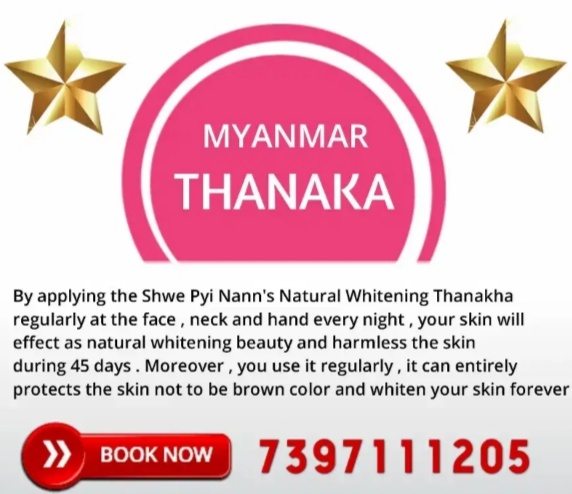 MYANMAR
THANAKA
By applying the Shwe Pyi Nann's Natural Whitening Thanakha
regularly at the face , neck and hand every night , your skin will
effect as natural whitening beauty and harmless the skin
during 45 days . Moreover , you use it regularly , it can entirely
protects the skin not to be brown color and whiten your skin forever
BOOK NOW 7397111205